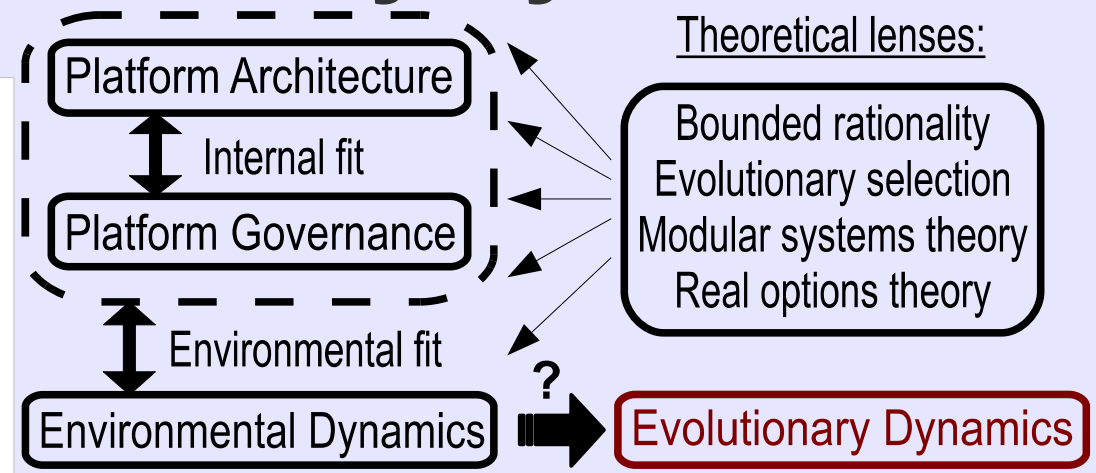 Platform Architecture
Internal fit
Platform Governance
Environmental fit
Environmental Dynamics
Theoretical lenses:
Bounded rationality
Evolutionary selection
Modular systems theory
Real options theory
?
Evolutionary Dynamics